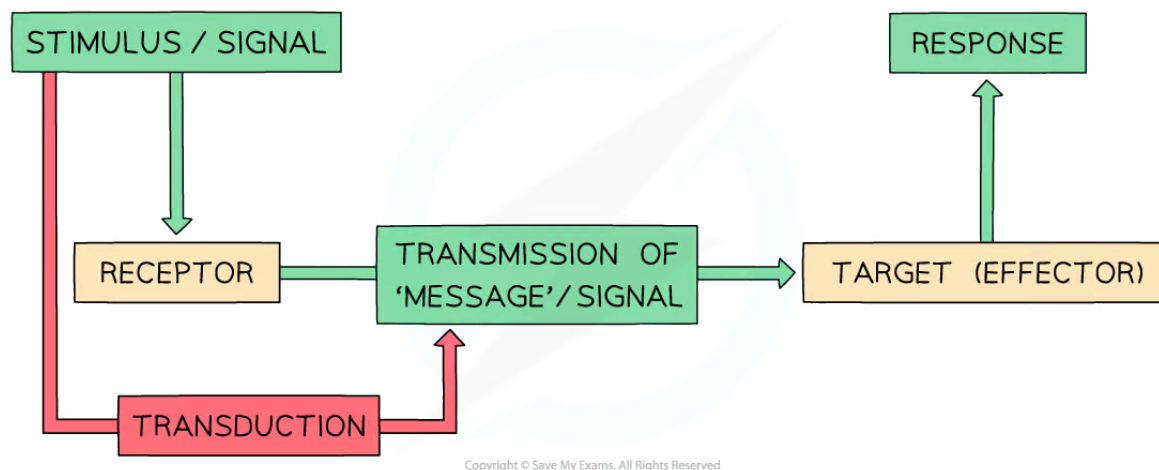 STIMULUS / SIGNAL
RESPONSE
RECEPTOR
TRANSMISSION OF
‘MESSAGE’/ SIGNAL
TARGET (EFFECTOR)
TRANSDUCTION
Copyright © Save My Exams. All Rights Reserved